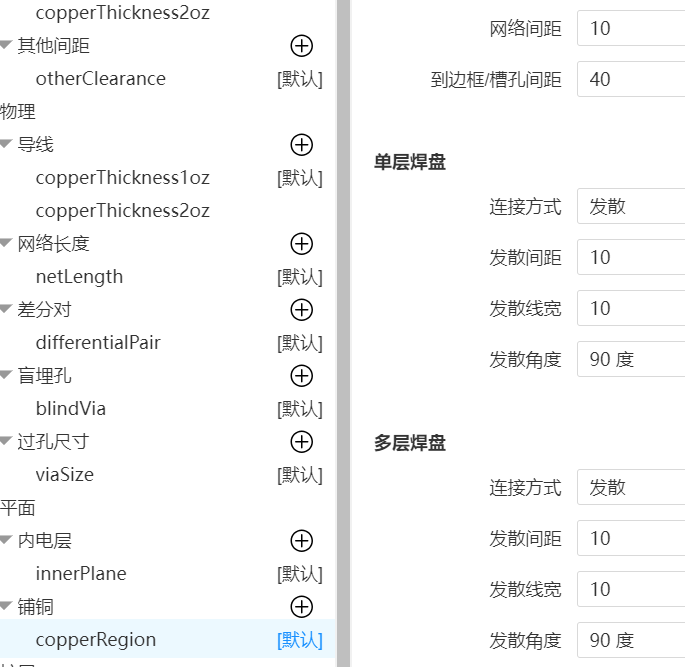 copperThickness2oz
其他间距
otherClearance [默认]
物理
导线
copperThickness1oz [默认]
copperThickness2oz
网络长度
netLength [默认]
差分对
differentialPair [默认]
盲埋孔
blindVia [默认]
过孔尺寸
viaSize [默认]
平面
内电层
innerPlane [默认]
铺铜
copperRegion [默认]
网络间距 10
到边框/槽孔间距 40
单层焊盘
连接方式 发散
发散间距 10
发散线宽 10
发散角度 90 度
多层焊盘
连接方式 发散
发散间距 10
发散线宽 10
发散角度 90 度